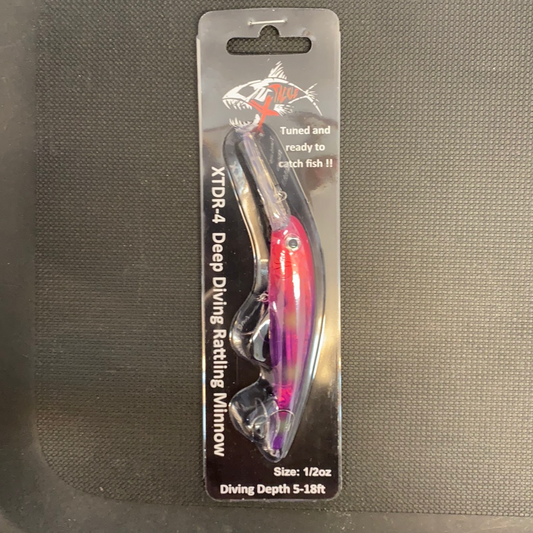 Tuned and
ready to
catch fish !!
XTDR-4 Deep Diving Rattling Minnow
Size: 1/2oz
Diving Depth 5-18ft